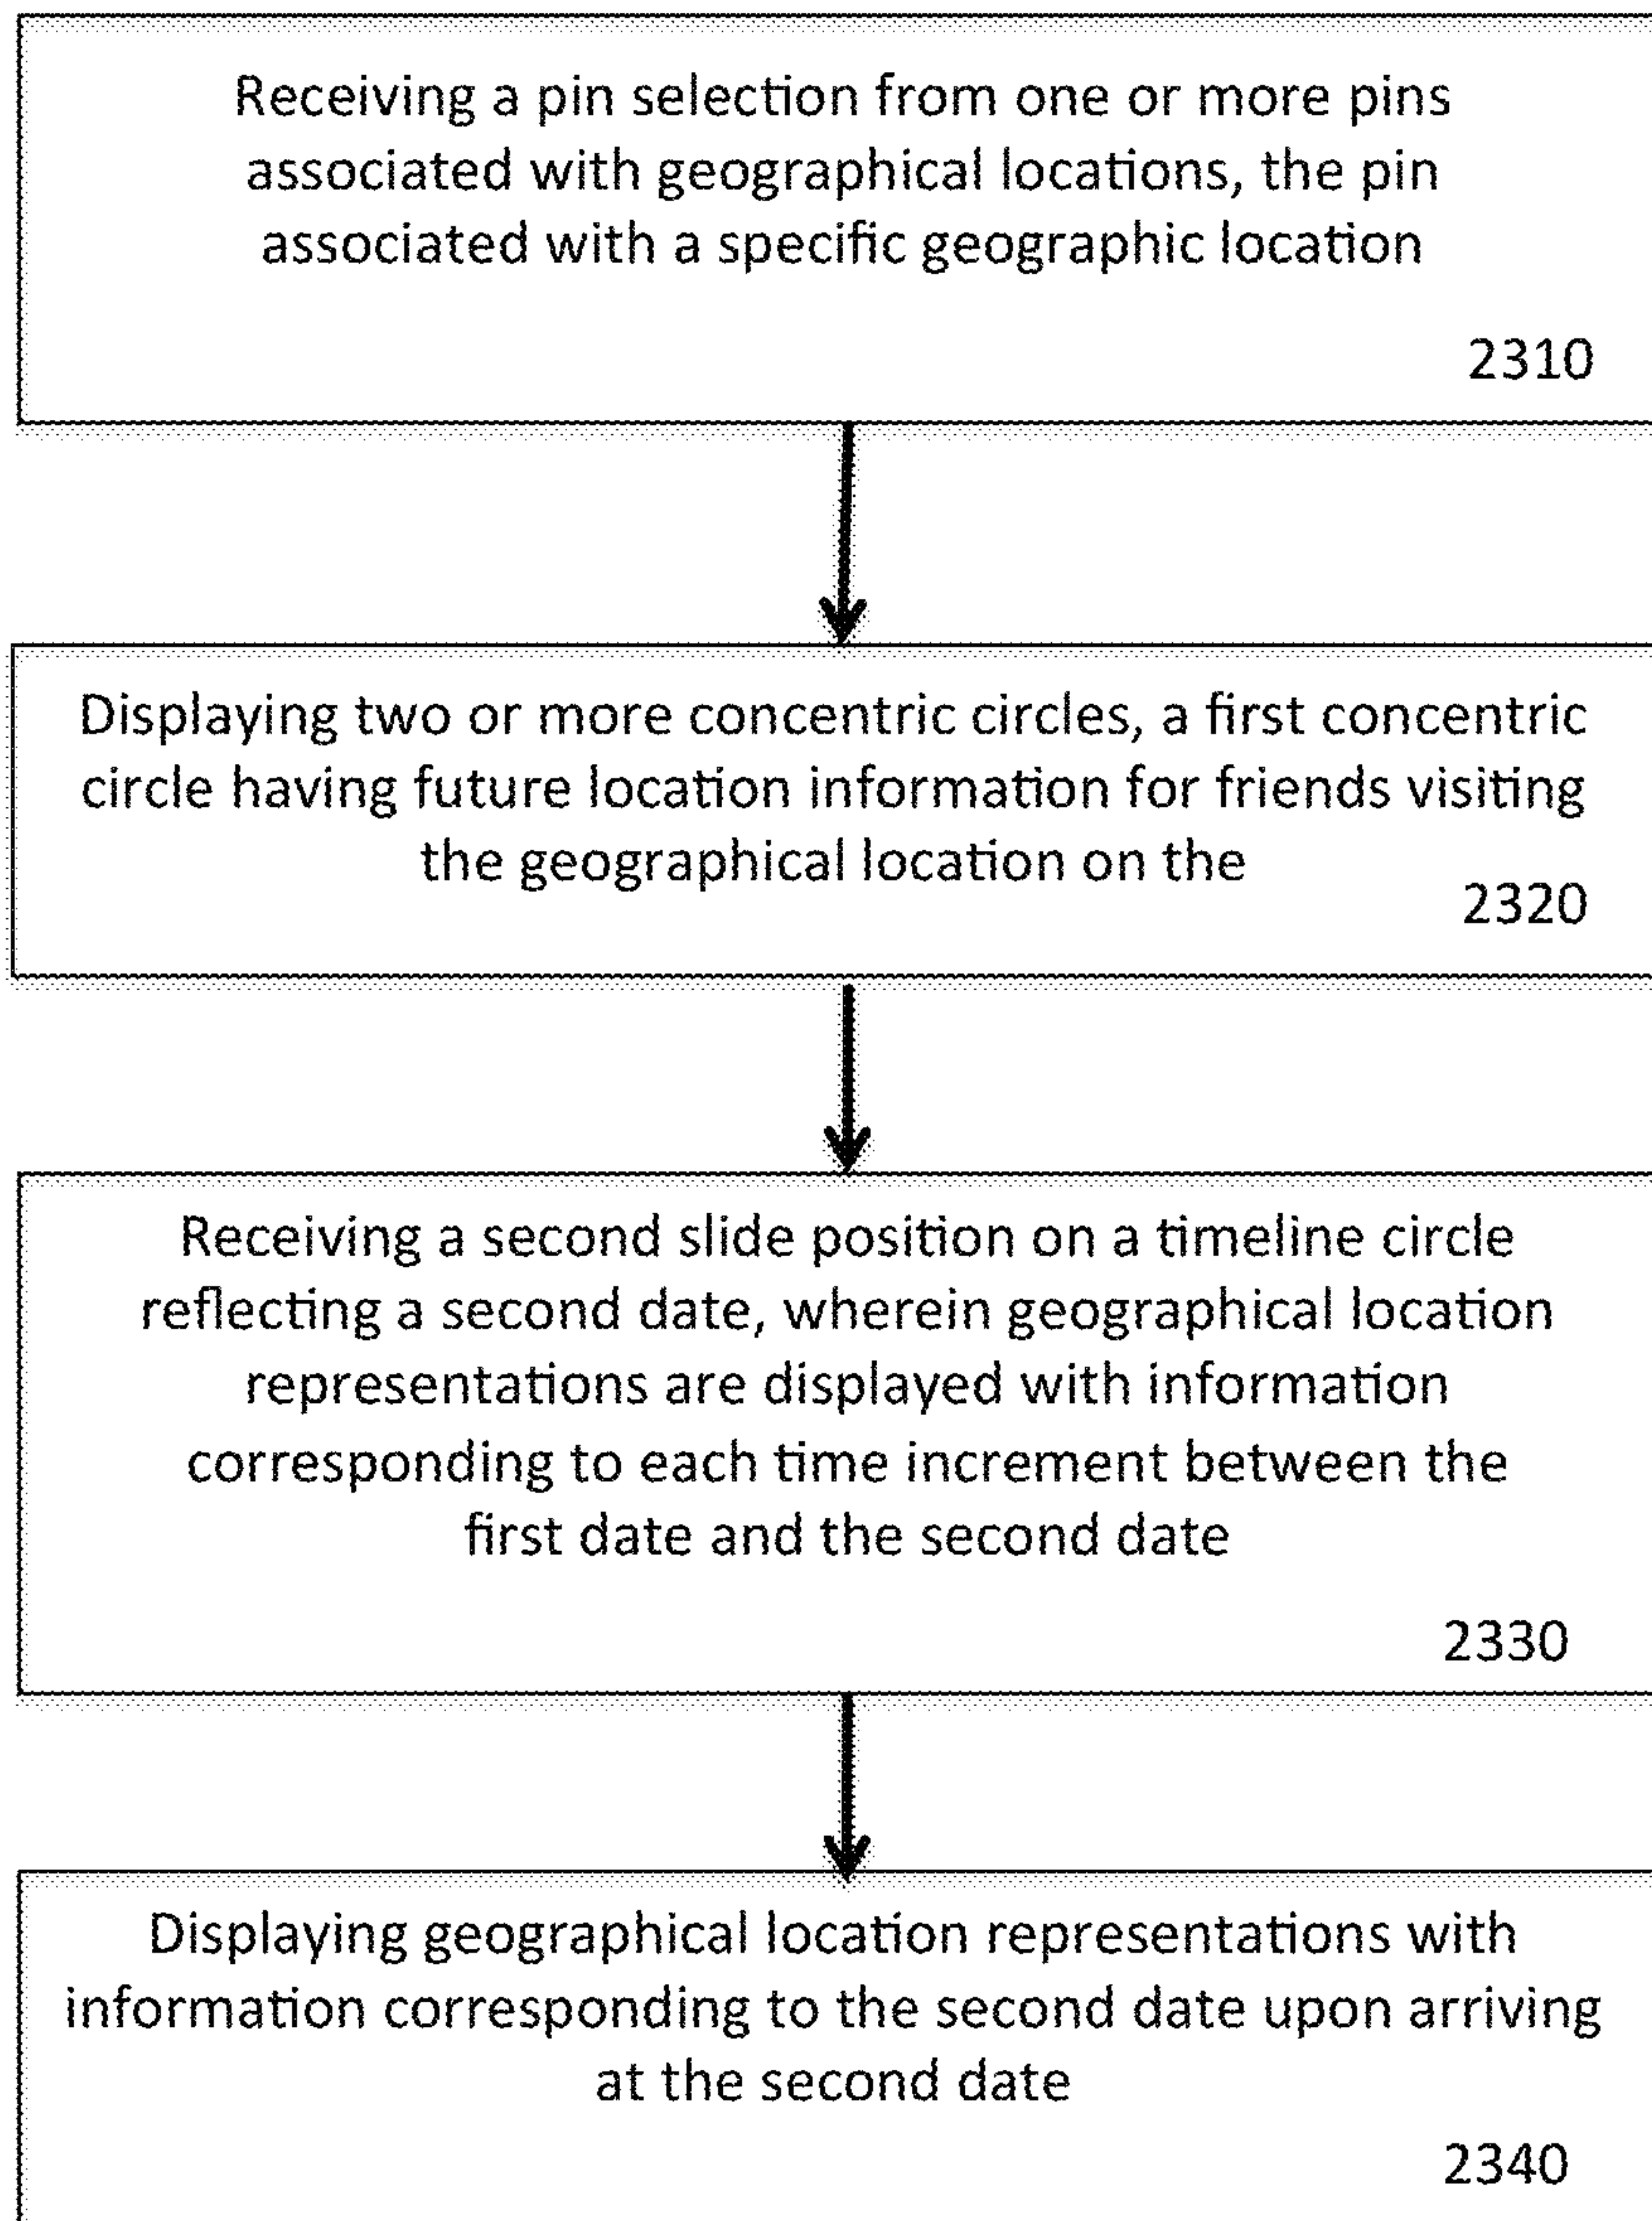 Receiving a pin selection from one or more pins
associated with geographical locations, the pin
associated with a specific geographic location
2310
Displaying two or more concentric circles, a first concentric
circle having future location information for friends visiting
the geographical location on the
2320
Receiving a second slide position on a timeline circle
reflecting a second date, wherein geographical location
representations are displayed with information
corresponding to each time increment between the
first date and the second date
2330
Displaying geographical location representations with
information corresponding to the second date upon arriving
at the second date
2340